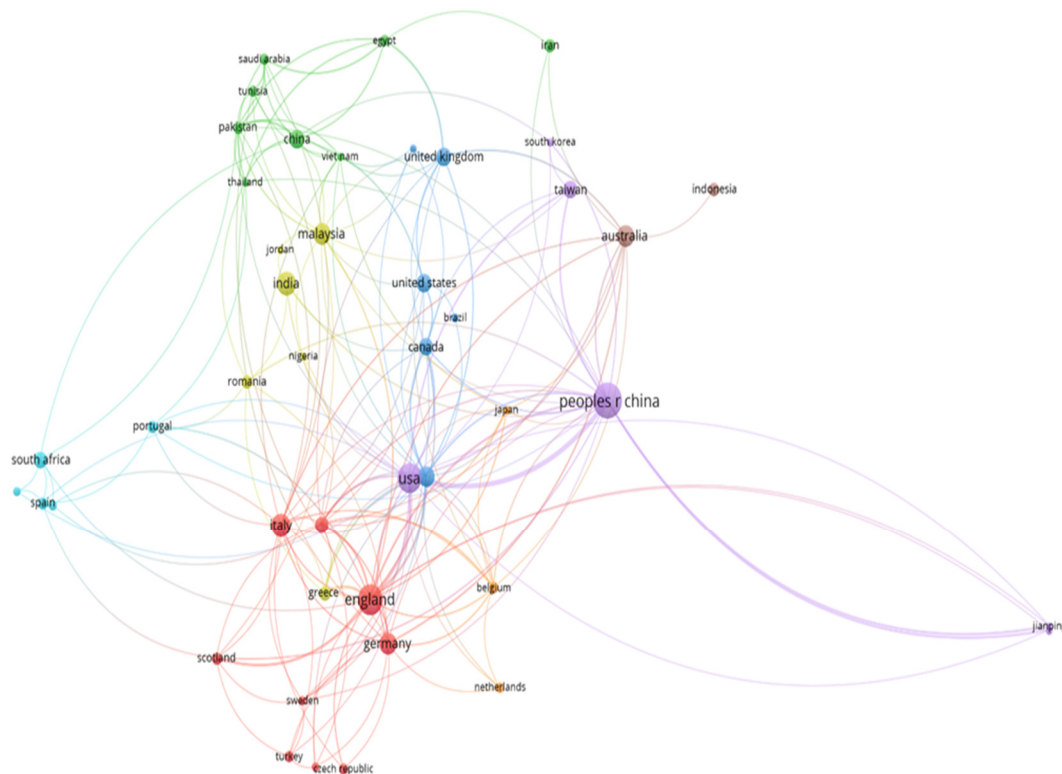 egypt
iran
saudi arabia
tunisia
pakistan
china
south korea
viet nam
united kingdom
thailand
taiwan
indonesia
malaysia
australia
jordan
india
united states
brazil
canada
nigeria
romania
peoples r china
japan
portugal
south africa
usa
spain
italy
belgium
greece
england
jianpin
germany
scotland
netherlands
sweden
turkey
czech republic